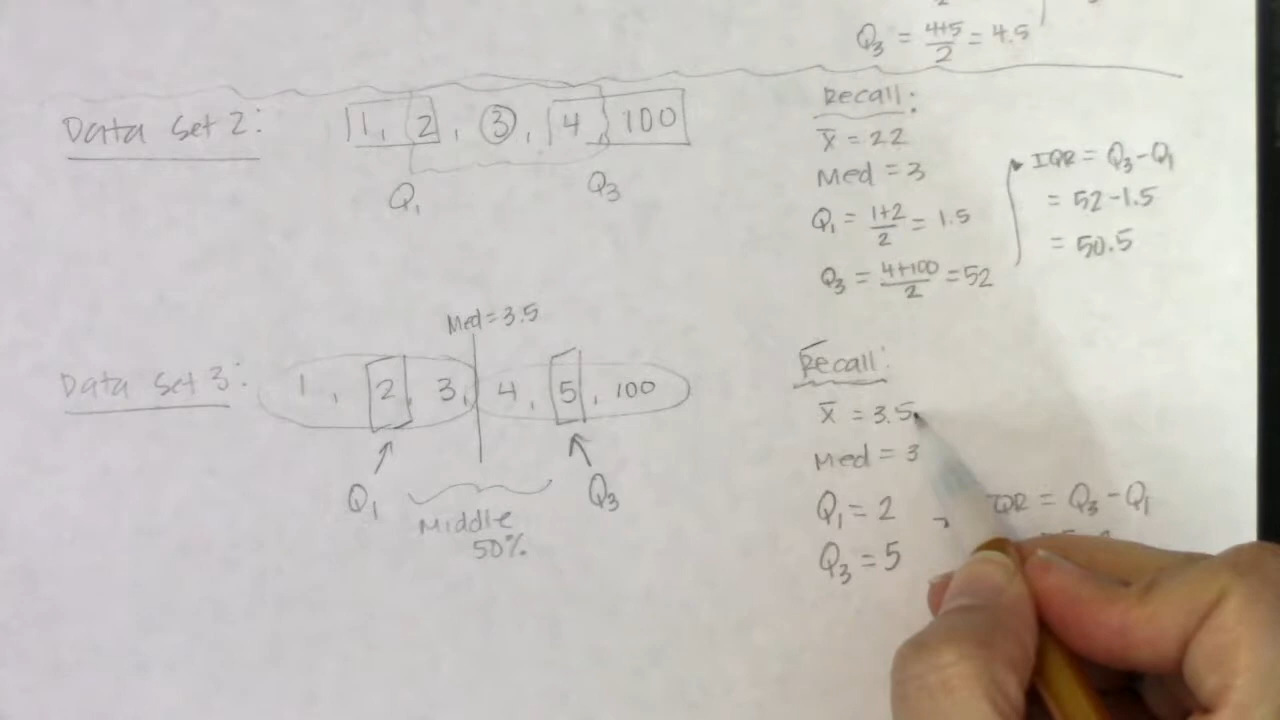 Q₃ = 4+5/2 = 4.5
Data Set 2: 1, 2, 3, 4, 100
Q₁ Q₃
Recall:
x̄ = 22
Med = 3
Q₁ = 1+2/2 = 1.5
Q₃ = 4+100/2 = 52
IQR = Q₃-Q₁
= 52-1.5
= 50.5
Med = 3.5
Data Set 3: 1, 2, 3, 4, 5, 100
Q₁ Q₃
Middle
50%
Recall:
x̄ = 3.5
Med = 3
Q₁ = 2
Q₃ = 5
IQR = Q₃-Q₁